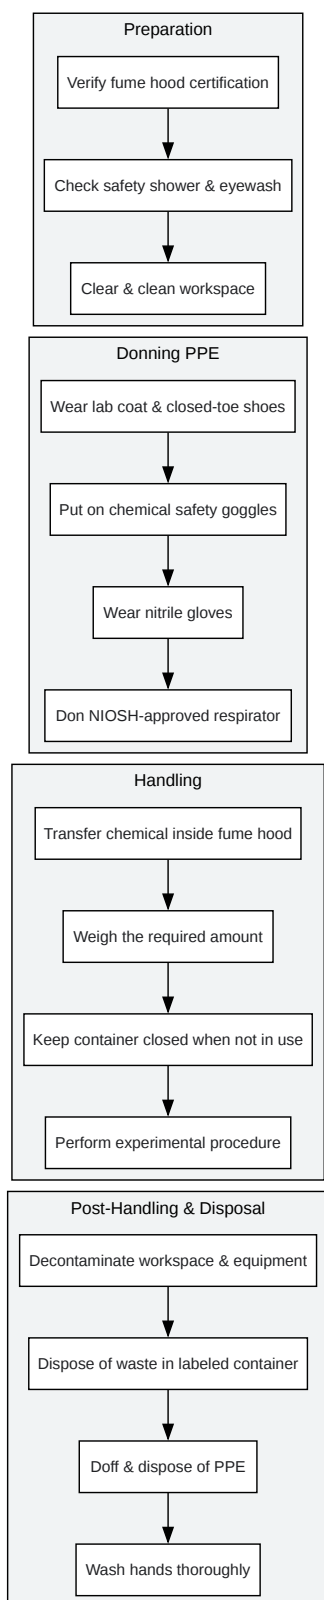 Preparation
Verify fume hood certification
Check safety shower & eyewash
Clear & clean workspace
Donning PPE
Wear lab coat & closed-toe shoes
Put on chemical safety goggles
Wear nitrile gloves
Don NIOSH-approved respirator
Handling
Transfer chemical inside fume hood
Weigh the required amount
Keep container closed when not in use
Perform experimental procedure
Post-Handling & Disposal
Decontaminate workspace & equipment
Dispose of waste in labeled container
Doff & dispose of PPE
Wash hands thoroughly